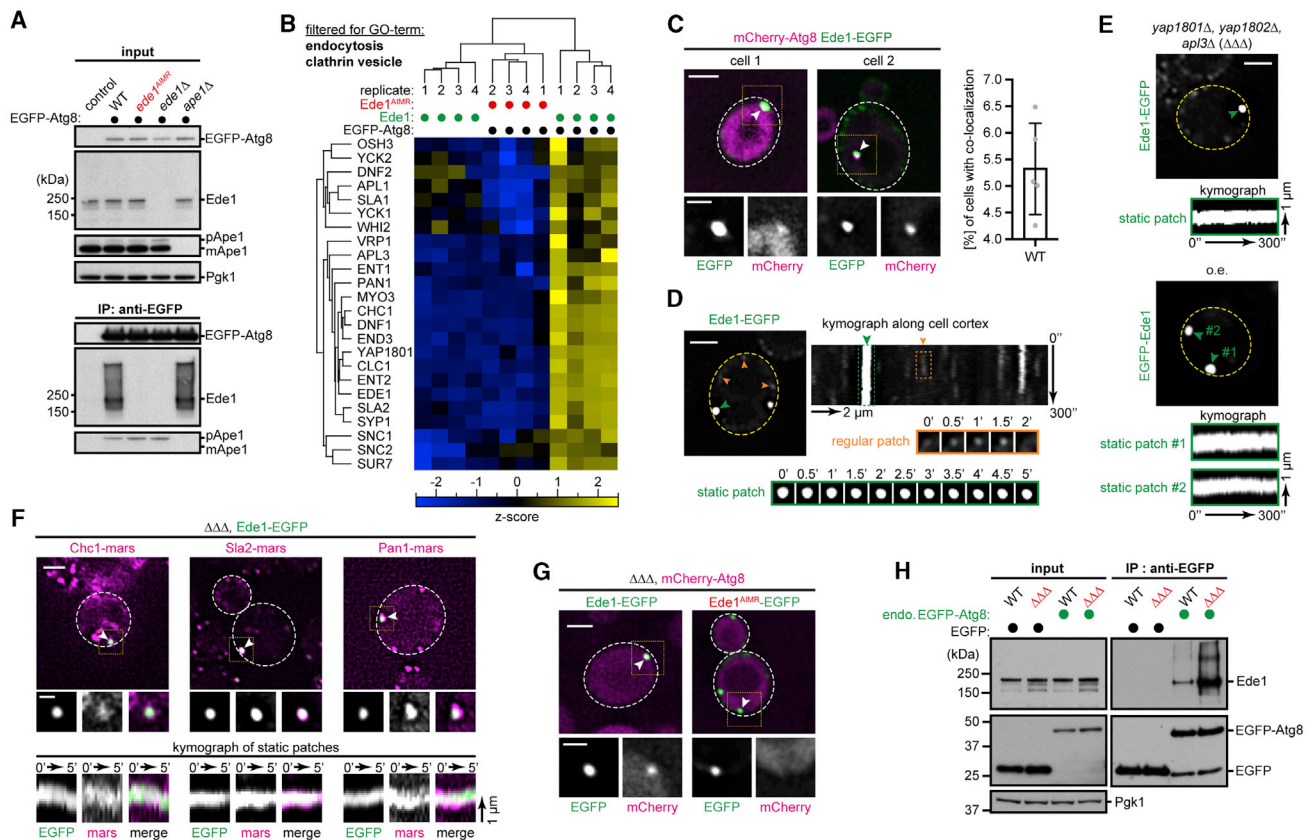 A
input
control
WT
ede1AIMR
ede1Δ
ape1Δ
EGFP-Atg8:
EGFP-Atg8
(kDa)
250
150
Ede1
pApe1
mApe1
Pgk1
IP: anti-EGFP
EGFP-Atg8
250
150
Ede1
pApe1
mApe1
B
filtered for GO-term:
endocytosis
clathrin vesicle
replicate: 1 2 3 4 2 3 4 1 1 2 3 4
Ede1AIMR:
Ede1:
EGFP-Atg8:
OSH3
YCK2
DNF2
APL1
SLA1
YCK1
WHI2
VRP1
APL3
ENT1
PAN1
MYO3
CHC1
DNF1
END3
YAP1801
CLC1
ENT2
EDE1
SLA2
SYP1
SNC1
SNC2
SUR7
-2 -1 0 1 2
z-score
C
mCherry-Atg8 Ede1-EGFP
cell 1 cell 2
EGFP mCherry EGFP mCherry
[%] of cells with co-localization
7.0
6.5
6.0
5.5
5.0
4.5
4.0
WT
D
Ede1-EGFP
kymograph along cell cortex
0''
300''
2 μm
0' 0.5' 1' 1.5' 2'
regular patch
0' 0.5' 1' 1.5' 2' 2.5' 3' 3.5' 4' 4.5' 5'
static patch
E
yap1801Δ, yap1802Δ,
apl3Δ (ΔΔΔ)
Ede1-EGFP
kymograph
static patch
1 μm
0'' 300''
o.e.
EGFP-Ede1
#2
#1
kymograph
static patch #1
static patch #2
1 μm
0'' 300''
F
ΔΔΔ, Ede1-EGFP
Chc1-mars Sla2-mars Pan1-mars
kymograph of static patches
0' 5' 0' 5' 0' 5' 0' 5' 0' 5' 0' 5' 0' 5' 0' 5' 0' 5'
1 μm
EGFP mars merge EGFP mars merge EGFP mars merge
G
ΔΔΔ, mCherry-Atg8
Ede1-EGFP Ede1AIMR-EGFP
EGFP mCherry EGFP mCherry
H
input IP : anti-EGFP
WT ΔΔΔ WT ΔΔΔ WT ΔΔΔ WT ΔΔΔ
endo. EGFP-Atg8:
EGFP:
(kDa)
250
150
Ede1
50
37
25
EGFP-Atg8
EGFP
37
Pgk1